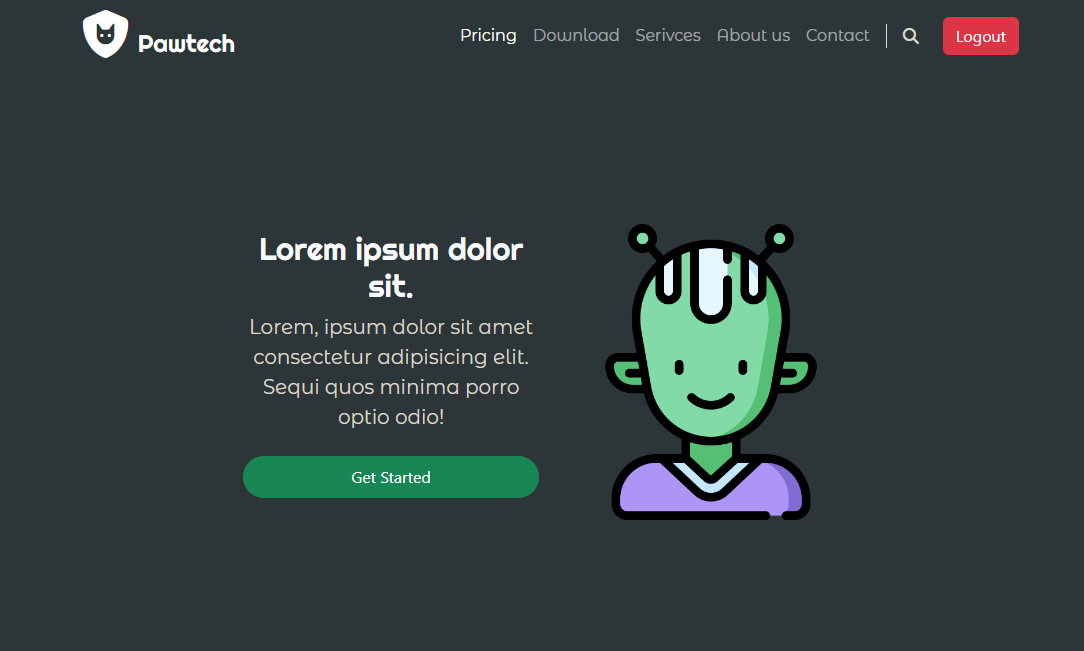 Pawtech
Pricing Download Serivces About us Contact Logout
Lorem ipsum dolor
sit.
Lorem, ipsum dolor sit amet
consectetur adipisicing elit.
Sequi quos minima porro
optio odio!
Get Started